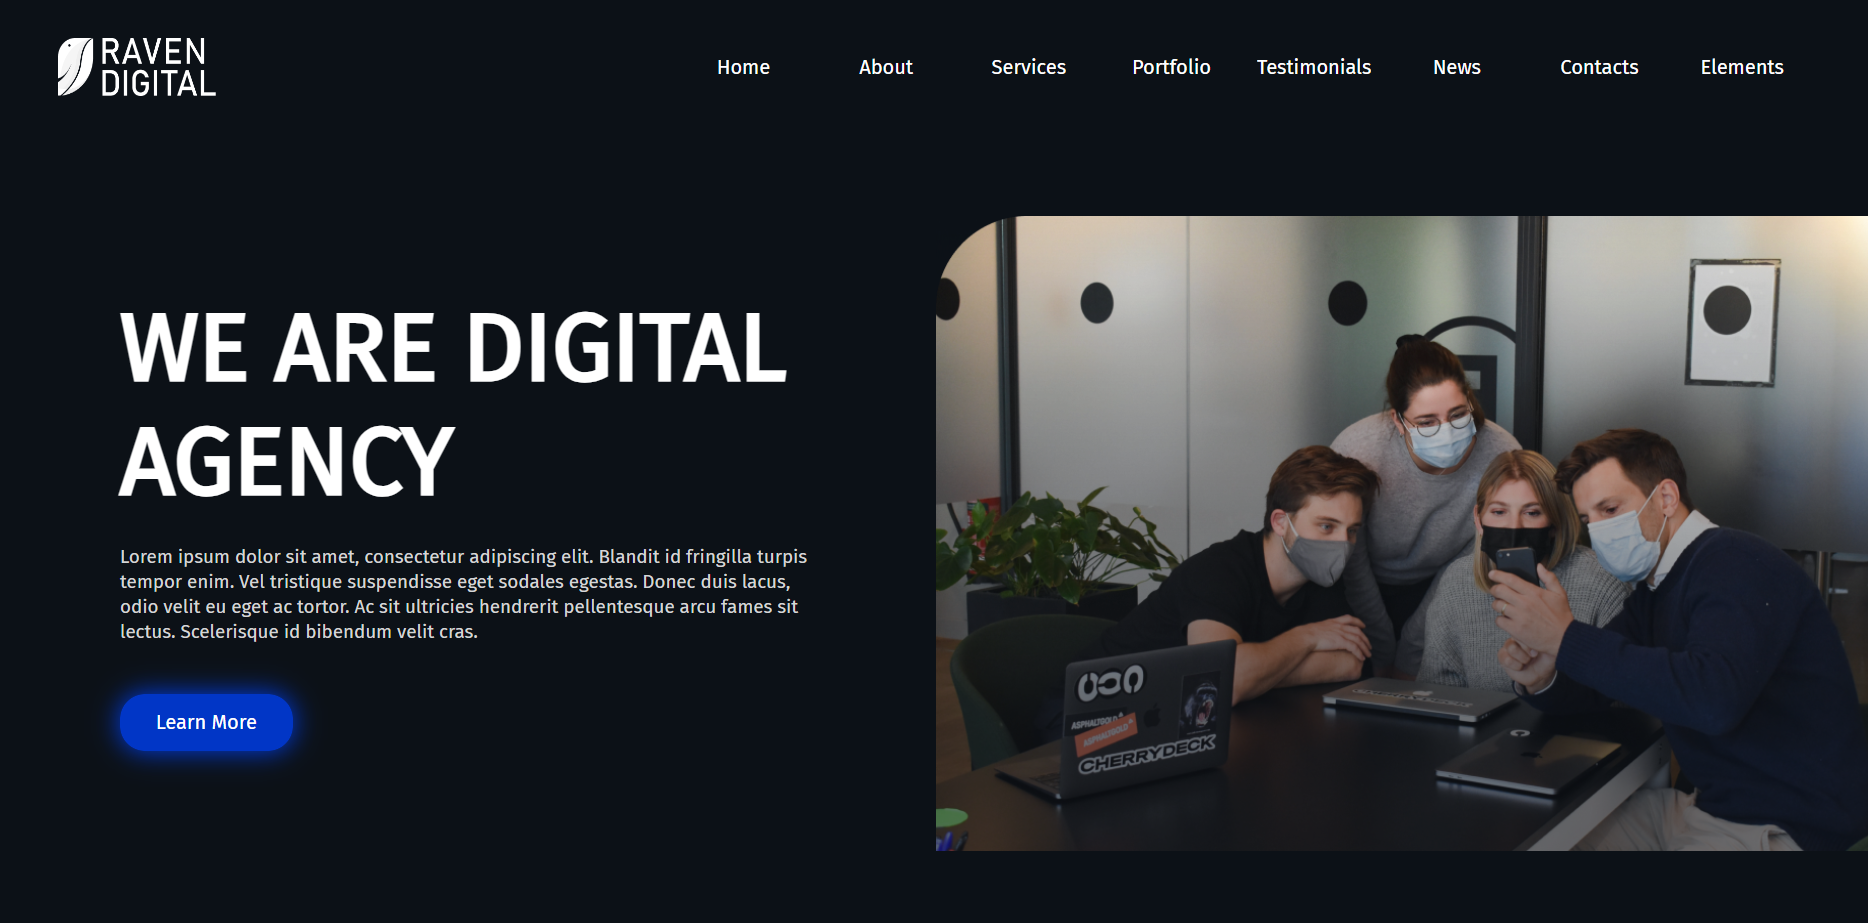 RAVEN
DIGITAL
Home About Services Portfolio Testimonials News Contacts Elements
WE ARE DIGITAL
AGENCY
Lorem ipsum dolor sit amet, consectetur adipiscing elit. Blandit id fringilla turpis
tempor enim. Vel tristique suspendisse eget sodales egestas. Donec duis lacus,
odio velit eu eget ac tortor. Ac sit ultricies hendrerit pellentesque arcu fames sit
lectus. Scelerisque id bibendum velit cras.
Learn More
ASPHALTGOLD
ASPHALTGOLD
CHERRYDECK